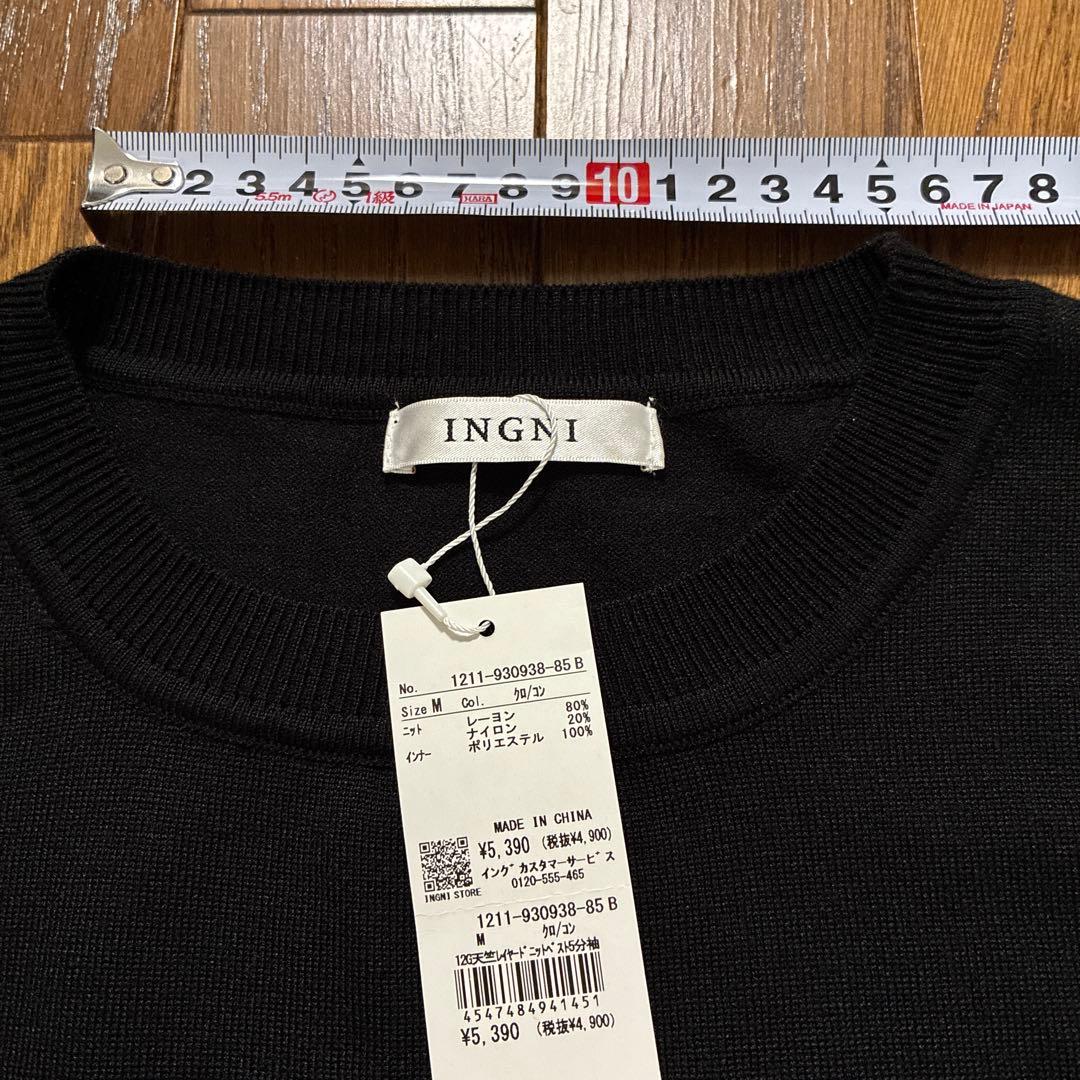 2 3 4 5 6 7 8 9 10 1 2 3 4 5 6 7 8
5.5m 1級 HARA MADE IN JAPAN
INGNI
No. 1211-930938-85 B
Size M Col. クロ/コン
ニット レーヨン 80%
ナイロン 20%
インナー ポリエステル 100%
MADE IN CHINA
¥5,390 (税抜¥4,900)
イング カスタマーサービス
0120-555-465
INGNI STORE
1211-930938-85 B
M クロ/コン
12G天竺レイヤードニットベスト5分袖
4547484941451
¥5,390 (税抜¥4,900)